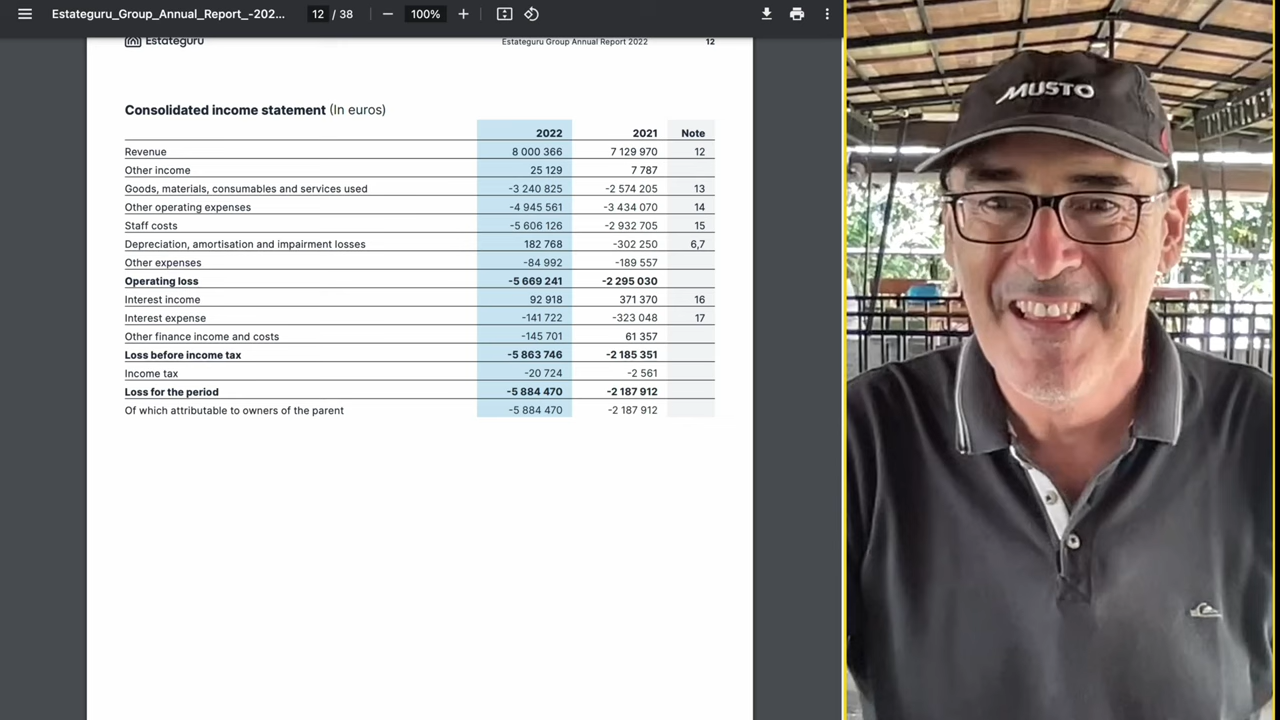 Estateguru_Group_Annual_Report_-202... 12 / 38 100%
Estateguru Estateguru Group Annual Report 2022 12
Consolidated income statement (In euros)
2022 2021 Note
Revenue 8 000 366 7 129 970 12
Other income 25 129 7 787
Goods, materials, consumables and services used -3 240 825 -2 574 205 13
Other operating expenses -4 945 561 -3 434 070 14
Staff costs -5 606 126 -2 932 705 15
Depreciation, amortisation and impairment losses 182 768 -302 250 6,7
Other expenses -84 992 -189 557
Operating loss -5 669 241 -2 295 030
Interest income 92 918 371 370 16
Interest expense -141 722 -323 048 17
Other finance income and costs -145 701 61 357
Loss before income tax -5 863 746 -2 185 351
Income tax -20 724 -2 561
Loss for the period -5 884 470 -2 187 912
Of which attributable to owners of the parent -5 884 470 -2 187 912
MUSTO